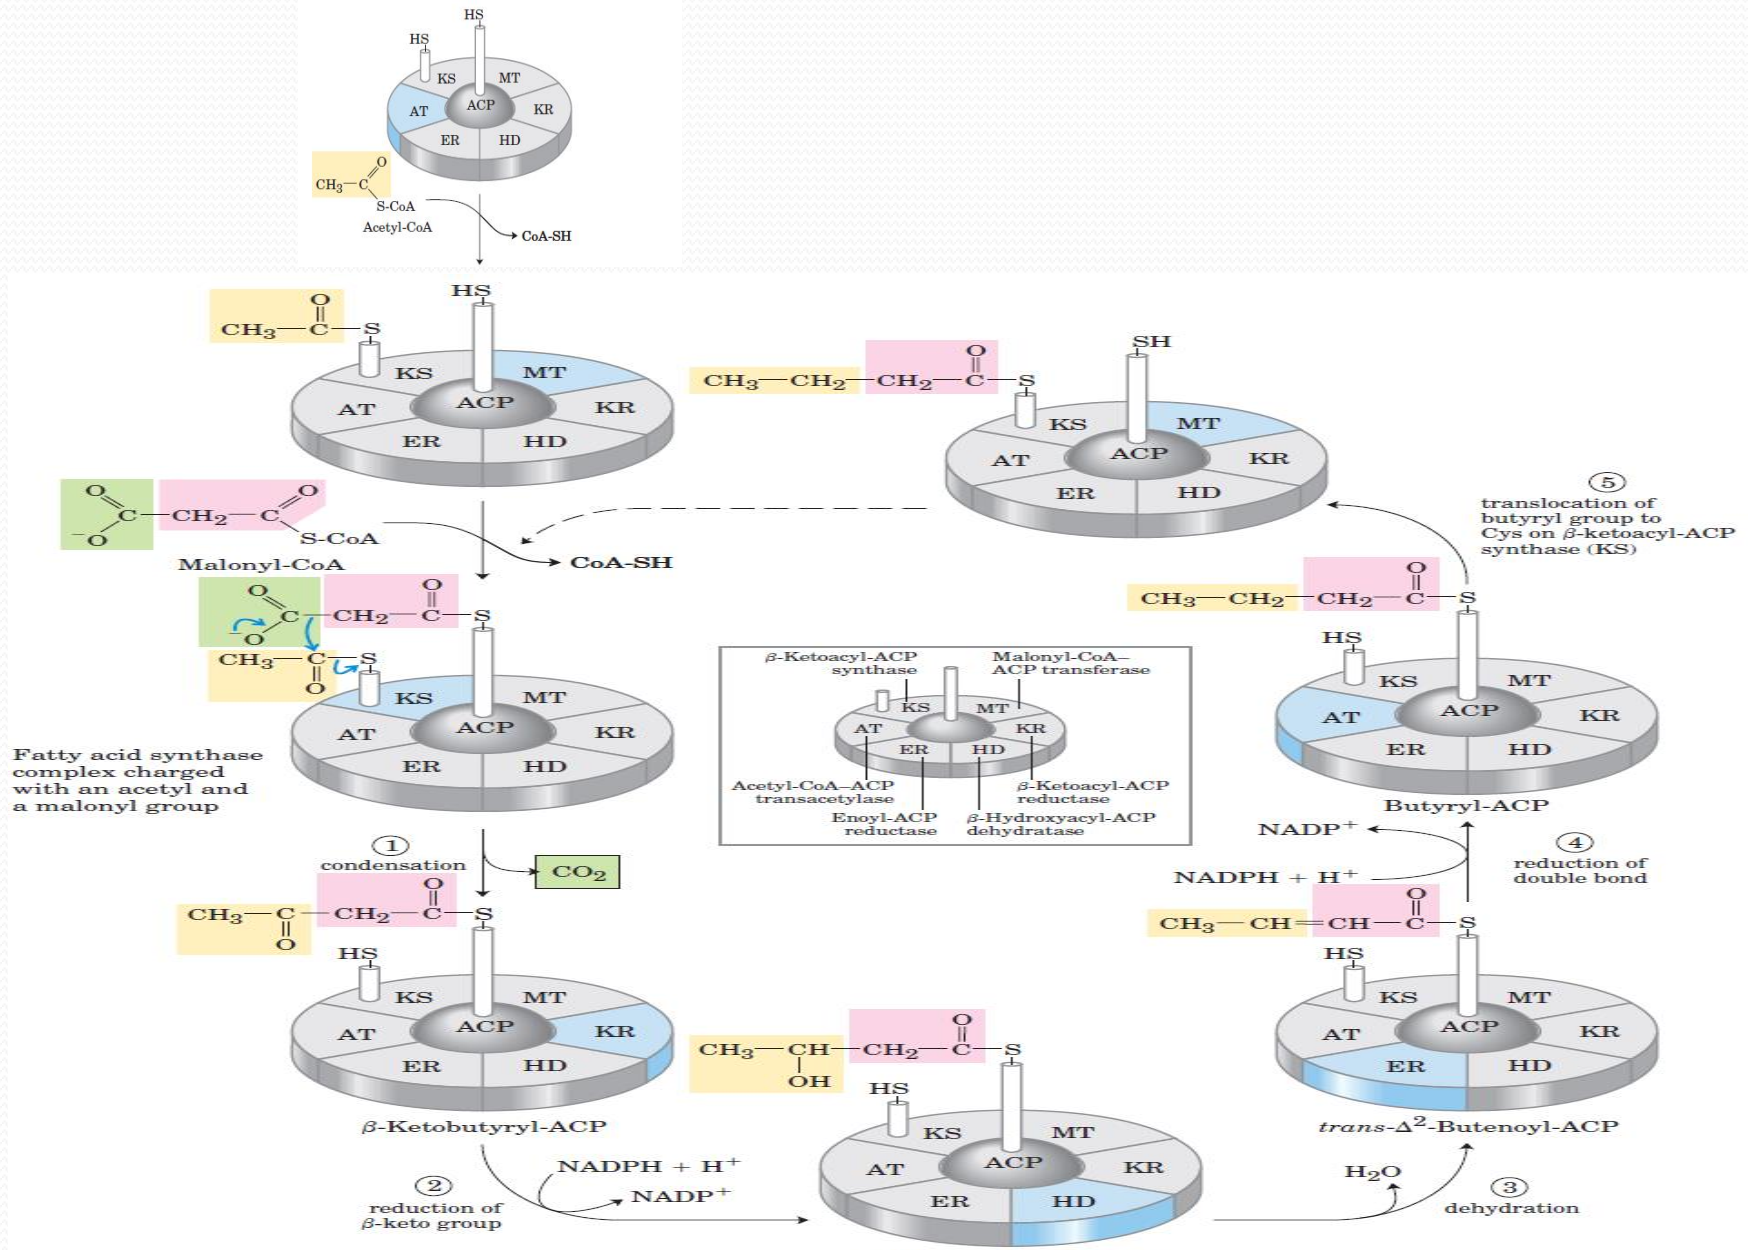 HS
HS
KS
MT
AT
ACP
KR
ER
HD
O
CH3—C
S-CoA
Acetyl-CoA
CoA-SH
HS
O
CH3—C—S
KS
MT
AT
ACP
KR
ER
HD
O
O
C—CH2—C
⁻O
S-CoA
Malonyl-CoA
CoA-SH
O
O
C—CH2—C—S
⁻O
CH3—C—S
O
KS
MT
AT
ACP
KR
ER
HD
Fatty acid synthase
complex charged
with an acetyl and
a malonyl group
1
condensation
CO2
O
CH3—C—CH2—C—S
O
HS
KS
MT
AT
ACP
KR
ER
HD
β-Ketobutyryl-ACP
2
reduction of
β-keto group
NADPH + H+
NADP+
O
CH3—CH—CH2—C—S
OH
HS
KS
MT
AT
ACP
KR
ER
HD
3
dehydration
H2O
O
CH3—CH=CH—C—S
HS
KS
MT
AT
ACP
KR
ER
HD
trans-Δ2-Butenoyl-ACP
4
reduction of
double bond
NADPH + H+
NADP+
O
CH3—CH2—CH2—C—S
HS
KS
MT
AT
ACP
KR
ER
HD
Butyryl-ACP
5
translocation of
butyryl group to
Cys on β-ketoacyl-ACP
synthase (KS)
SH
O
CH3—CH2—CH2—C—S
KS
MT
AT
ACP
KR
ER
HD
β-Ketoacyl-ACP
synthase
Malonyl-CoA–
ACP transferase
KS
MT
AT
KR
ER
HD
Acetyl-CoA–ACP
transacetylase
β-Ketoacyl-ACP
reductase
Enoyl-ACP
reductase
β-Hydroxyacyl-ACP
dehydratase